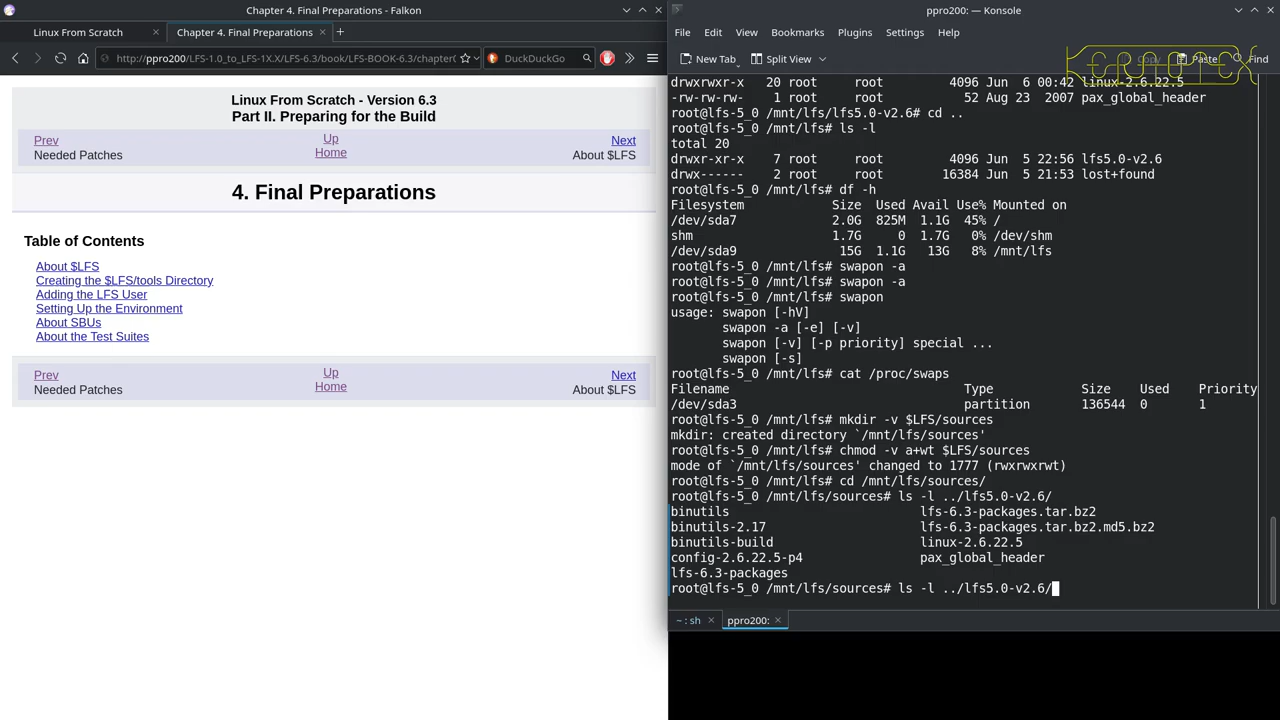 Chapter 4. Final Preparations - Falkon
Linux From Scratch
Chapter 4. Final Preparations
http://ppro200/LFS-1.0_to_LFS-1X.X/LFS-6.3/book/LFS-BOOK-6.3/chapter(
DuckDuckGo
Linux From Scratch - Version 6.3
Part II. Preparing for the Build
Prev
Up
Next
Needed Patches
Home
About $LFS
4. Final Preparations
Table of Contents
About $LFS
Creating the $LFS/tools Directory
Adding the LFS User
Setting Up the Environment
About SBUs
About the Test Suites
Prev
Up
Next
Needed Patches
Home
About $LFS
ppro200: — Konsole
File Edit View Bookmarks Plugins Settings Help
New Tab Split View Copy Paste Find
drwxrwxr-x 20 root root 4096 Jun 6 00:42 linux-2.6.22.5
-rw-rw-rw- 1 root root 52 Aug 23 2007 pax_global_header
root@lfs-5_0 /mnt/lfs/lfs5.0-v2.6# cd ..
root@lfs-5_0 /mnt/lfs# ls -l
total 20
drwxr-xr-x 7 root root 4096 Jun 5 22:56 lfs5.0-v2.6
drwx------ 2 root root 16384 Jun 5 21:53 lost+found
root@lfs-5_0 /mnt/lfs# df -h
Filesystem Size Used Avail Use% Mounted on
/dev/sda7 2.0G 825M 1.1G 45% /
shm 1.7G 0 1.7G 0% /dev/shm
/dev/sda9 15G 1.1G 13G 8% /mnt/lfs
root@lfs-5_0 /mnt/lfs# swapon -a
root@lfs-5_0 /mnt/lfs# swapon -a
root@lfs-5_0 /mnt/lfs# swapon
usage: swapon [-hV]
swapon -a [-e] [-v]
swapon [-v] [-p priority] special ...
swapon [-s]
root@lfs-5_0 /mnt/lfs# cat /proc/swaps
Filename Type Size Used Priority
/dev/sda3 partition 136544 0 1
root@lfs-5_0 /mnt/lfs# mkdir -v $LFS/sources
mkdir: created directory `/mnt/lfs/sources'
root@lfs-5_0 /mnt/lfs# chmod -v a+wt $LFS/sources
mode of `/mnt/lfs/sources' changed to 1777 (rwxrwxrwt)
root@lfs-5_0 /mnt/lfs# cd /mnt/lfs/sources/
root@lfs-5_0 /mnt/lfs/sources# ls -l ../lfs5.0-v2.6/
binutils lfs-6.3-packages.tar.bz2
binutils-2.17 lfs-6.3-packages.tar.bz2.md5.bz2
binutils-build linux-2.6.22.5
config-2.6.22.5-p4 pax_global_header
lfs-6.3-packages
root@lfs-5_0 /mnt/lfs/sources# ls -l ../lfs5.0-v2.6/
~ : sh
ppro200: